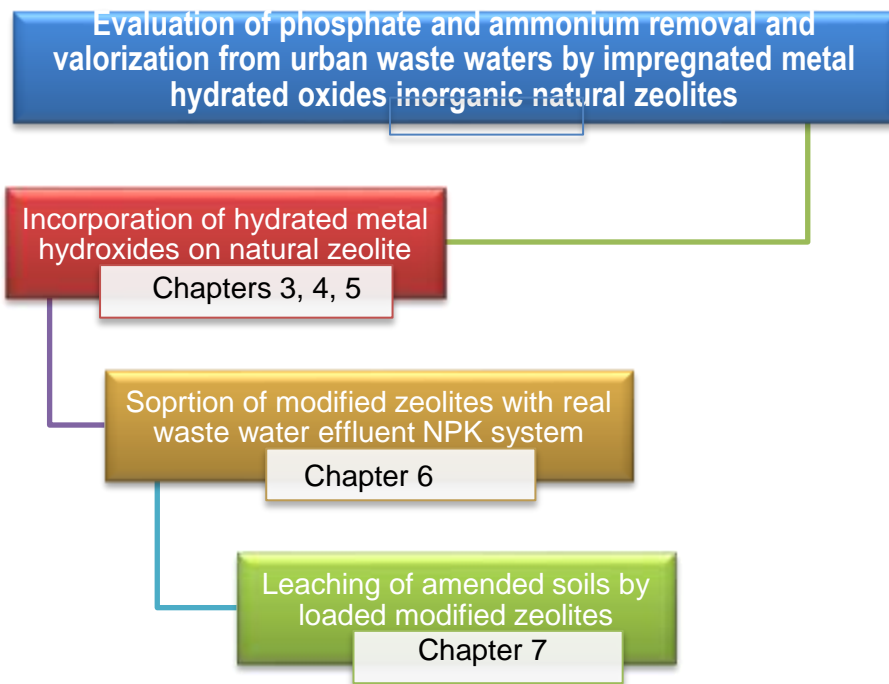 Evaluation of phosphate and ammonium removal and
valorization from urban waste waters by impregnated metal
hydrated oxides inorganic natural zeolites
Incorporation of hydrated metal
hydroxides on natural zeolite
Chapters 3, 4, 5
Soprtion of modified zeolites with real
waste water effluent NPK system
Chapter 6
Leaching of amended soils by
loaded modified zeolites
Chapter 7